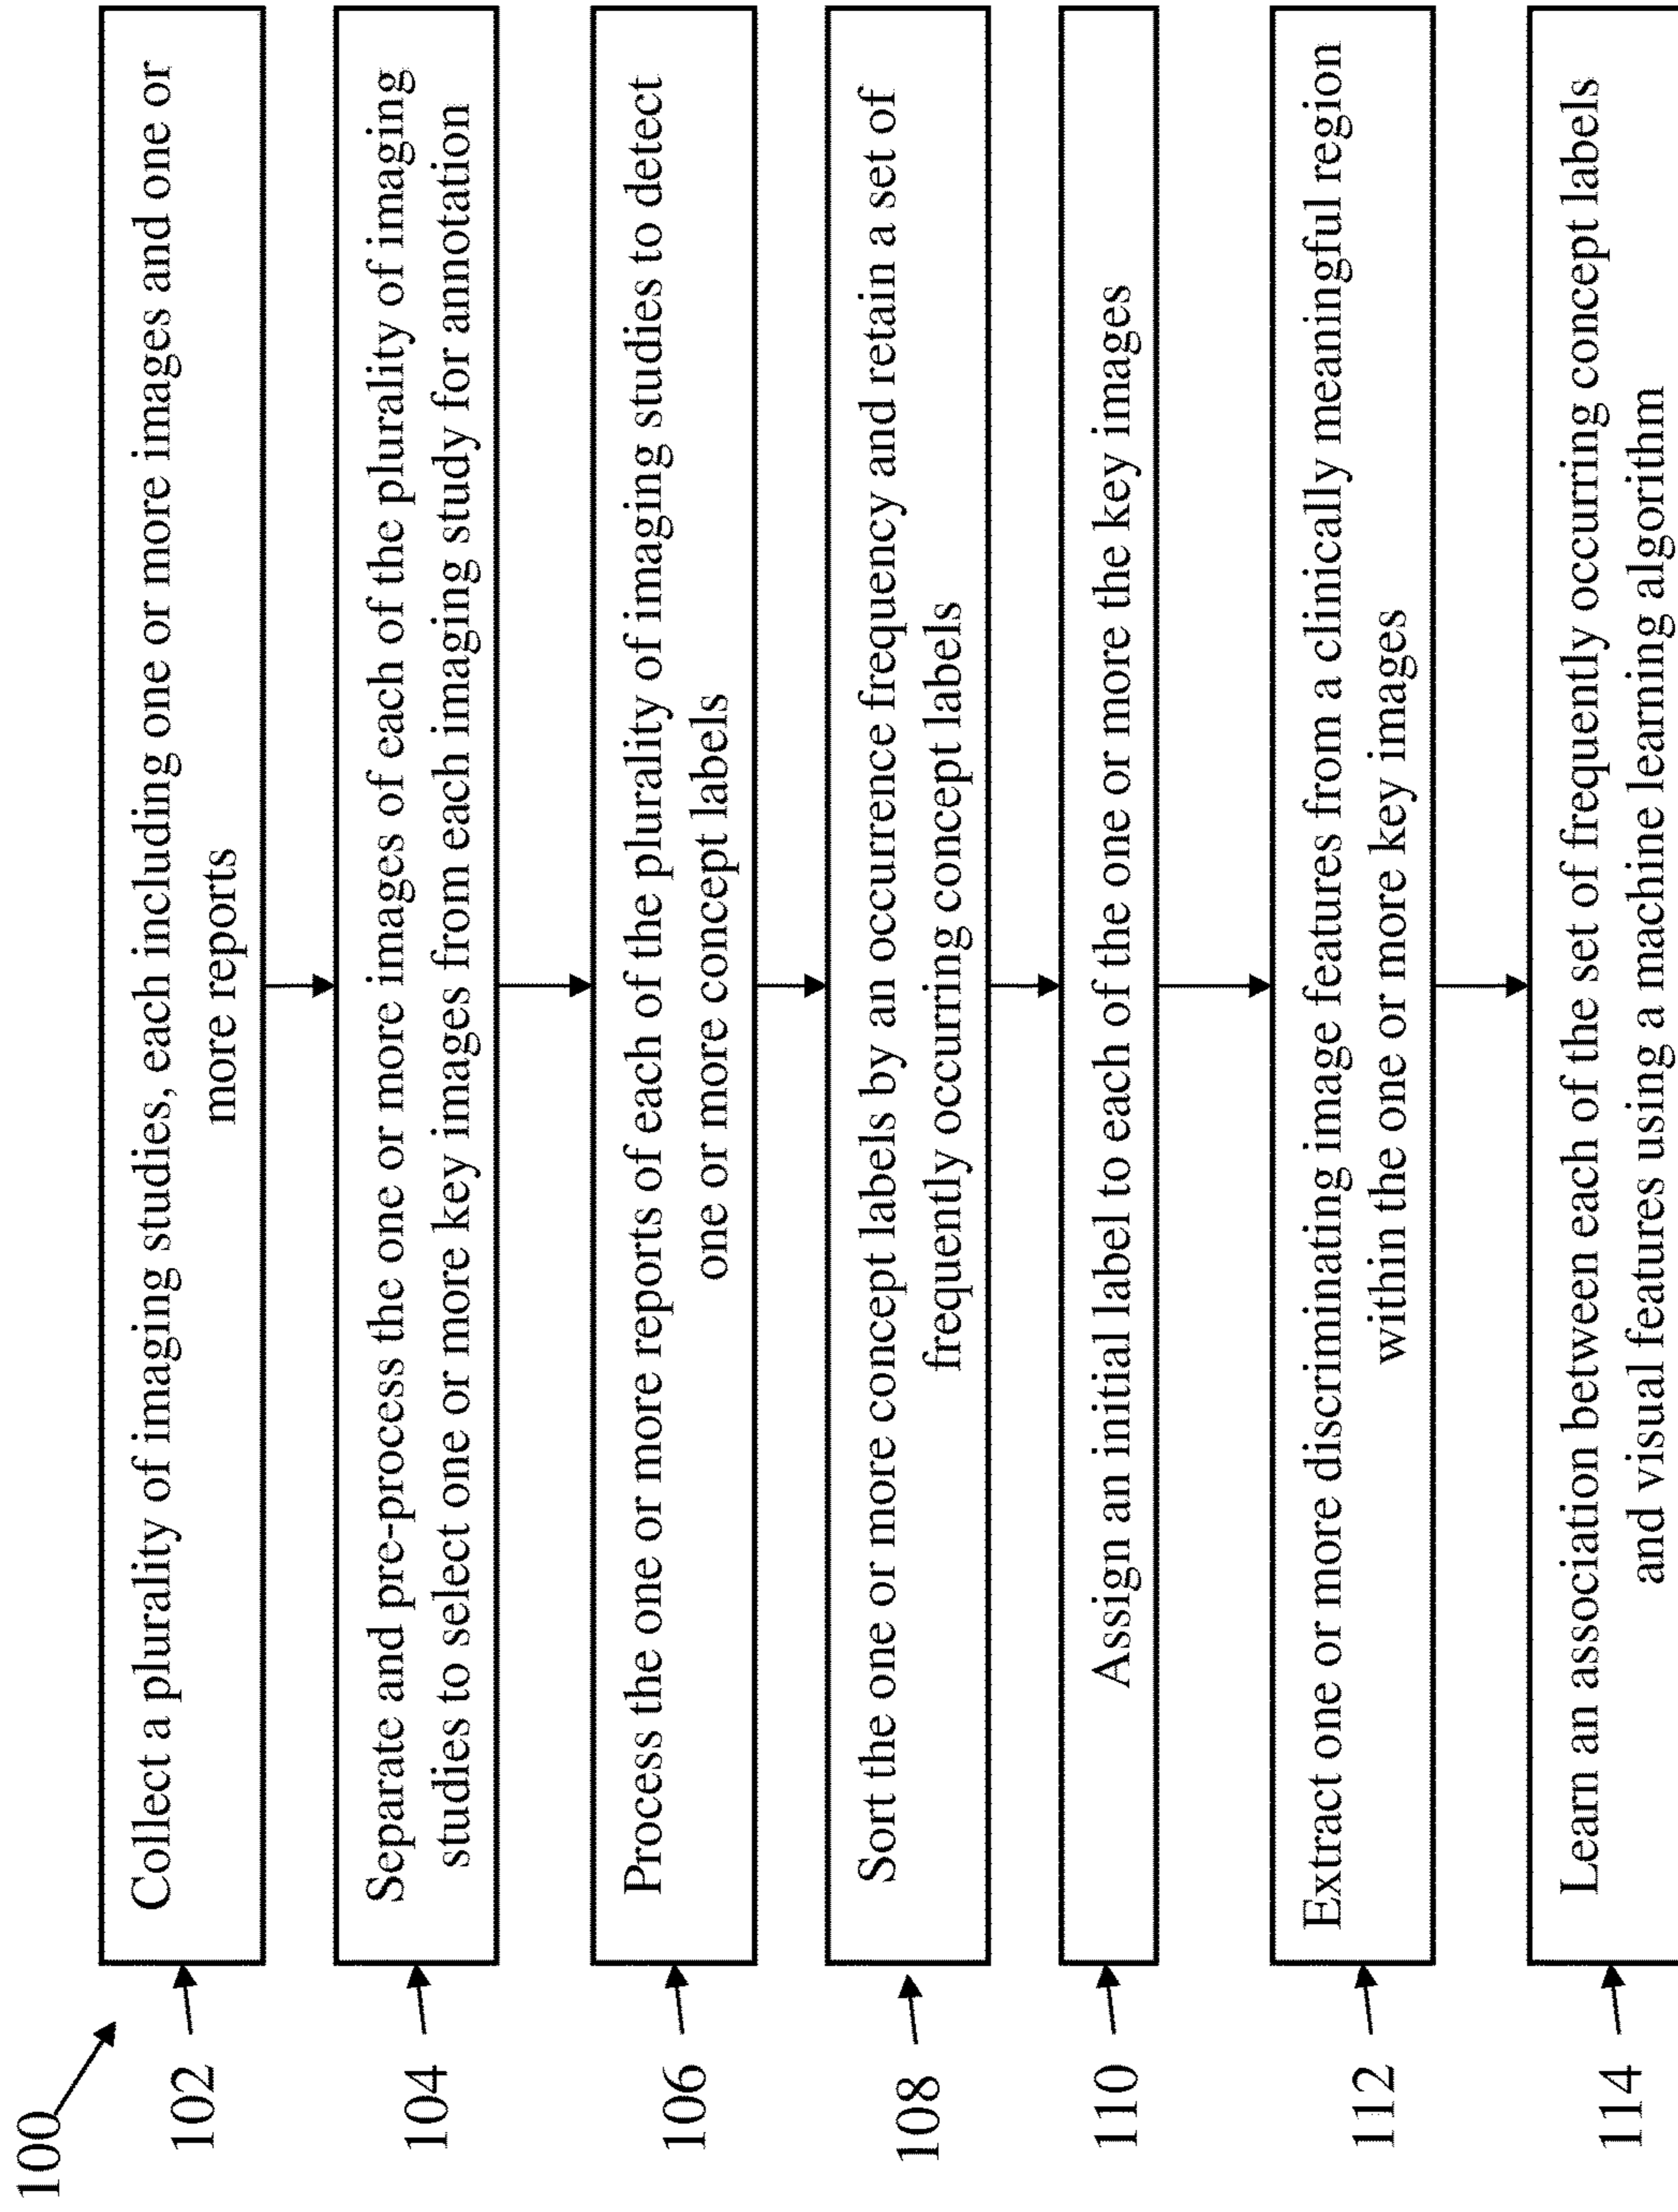 100
102
Collect a plurality of imaging studies, each including one or more images and one or
more reports
104
Separate and pre-process the one or more images of each of the plurality of imaging
studies to select one or more key images from each imaging study for annotation
106
Process the one or more reports of each of the plurality of imaging studies to detect
one or more concept labels
108
Sort the one or more concept labels by an occurrence frequency and retain a set of
frequently occurring concept labels
110
Assign an initial label to each of the one or more the key images
112
Extract one or more discriminating image features from a clinically meaningful region
within the one or more key images
114
Learn an association between each of the set of frequently occurring concept labels
and visual features using a machine learning algorithm